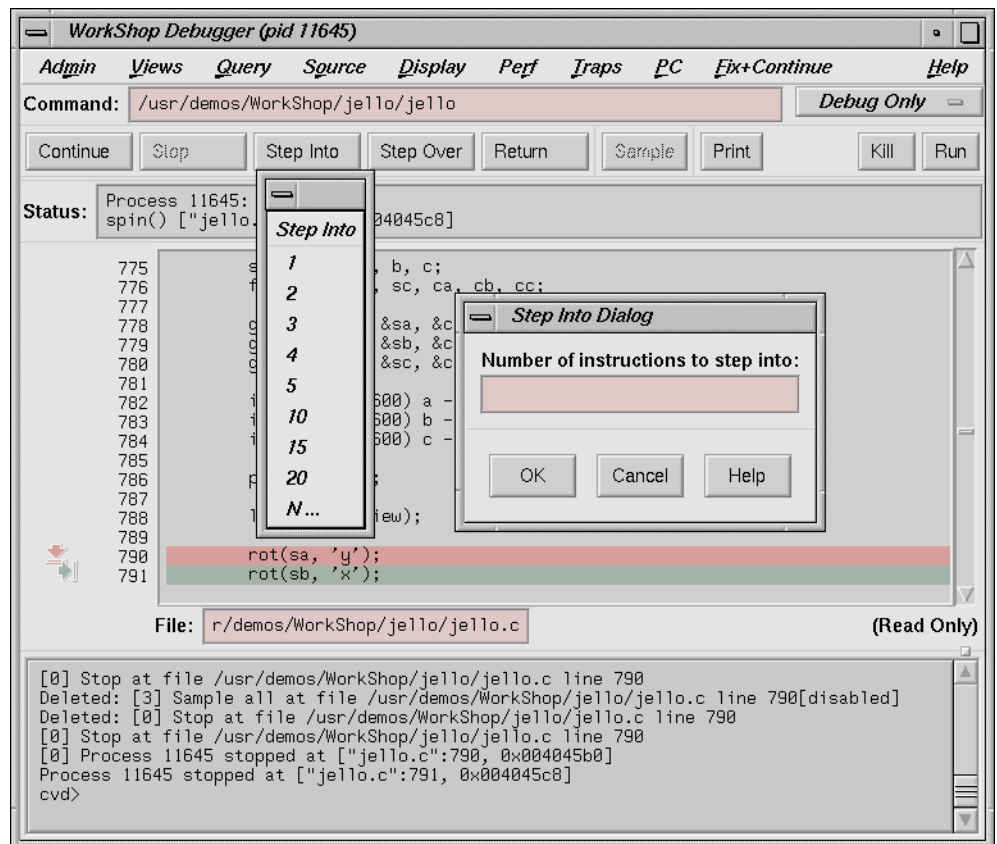 WorkShop Debugger (pid 11645)
Admin Views Query Source Display Perf Traps PC Fix+Continue Help
Command: /usr/demos/WorkShop/jello/jello Debug Only
Continue Stop Step Into Step Over Return Sample Print Kill Run
Status: Process 11645:
spin() ["jello. 04045c8]
Step Into
1
2
3
4
5
10
15
20
N...
775 s , b, c;
776 f , sc, ca, cb, cc;
777
778 g &sa, &c
779 g &sb, &c
780 g &sc, &c
781
782 i 600) a -
783 i 600) b -
784 i 600) c -
785
786 p ;
787
788 l iew);
789
790 rot(sa, 'y');
791 rot(sb, 'x');
Step Into Dialog
Number of instructions to step into:
OK Cancel Help
File: r/demos/WorkShop/jello/jello.c (Read Only)
[0] Stop at file /usr/demos/WorkShop/jello/jello.c line 790
Deleted: [3] Sample all at file /usr/demos/WorkShop/jello/jello.c line 790[disabled]
Deleted: [0] Stop at file /usr/demos/WorkShop/jello/jello.c line 790
[0] Stop at file /usr/demos/WorkShop/jello/jello.c line 790
[0] Process 11645 stopped at ["jello.c":790, 0x004045b0]
Process 11645 stopped at ["jello.c":791, 0x004045c8]
cvd>